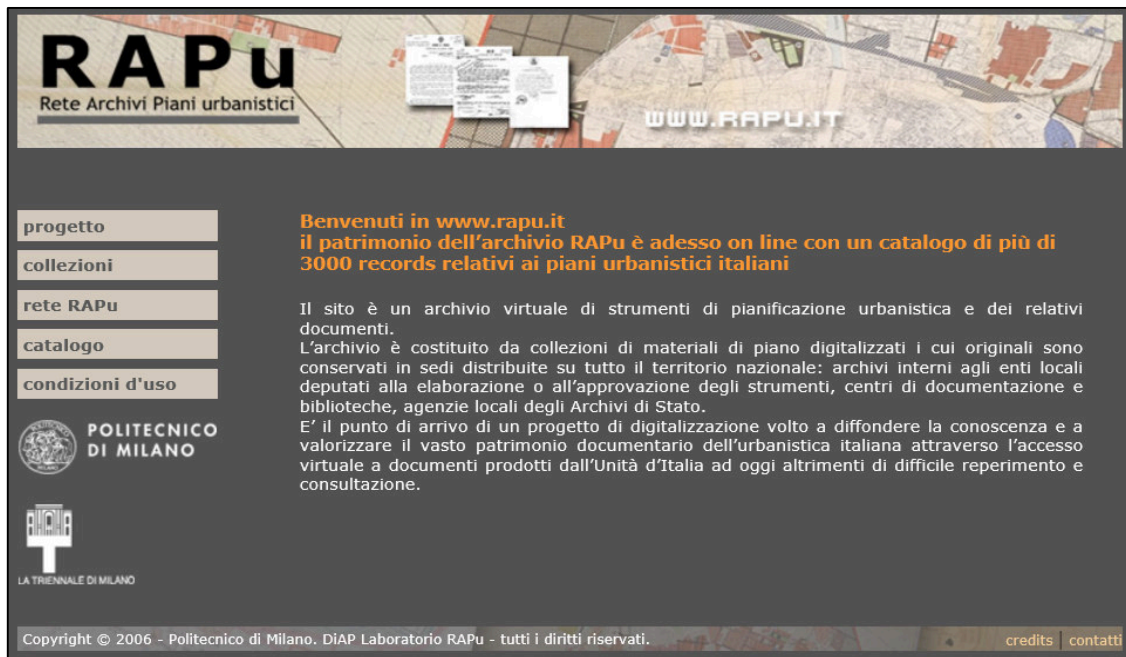 RAPu
Rete Archivi Piani urbanistici
WWW.RAPU.IT
progetto
collezioni
rete RAPu
catalogo
condizioni d'uso
POLITECNICO
DI MILANO
LA TRIENNALE DI MILANO
Benvenuti in www.rapu.it
il patrimonio dell'archivio RAPu è adesso on line con un catalogo di più di
3000 records relativi ai piani urbanistici italiani
Il sito è un archivio virtuale di strumenti di pianificazione urbanistica e dei relativi
documenti.
L'archivio è costituito da collezioni di materiali di piano digitalizzati i cui originali sono
conservati in sedi distribuite su tutto il territorio nazionale: archivi interni agli enti locali
deputati alla elaborazione o all'approvazione degli strumenti, centri di documentazione e
biblioteche, agenzie locali degli Archivi di Stato.
E' il punto di arrivo di un progetto di digitalizzazione volto a diffondere la conoscenza e a
valorizzare il vasto patrimonio documentario dell'urbanistica italiana attraverso l'accesso
virtuale a documenti prodotti dall'Unità d'Italia ad oggi altrimenti di difficile reperimento e
consultazione.
Copyright © 2006 - Politecnico di Milano. DiAP Laboratorio RAPu - tutti i diritti riservati.
credits | contatti